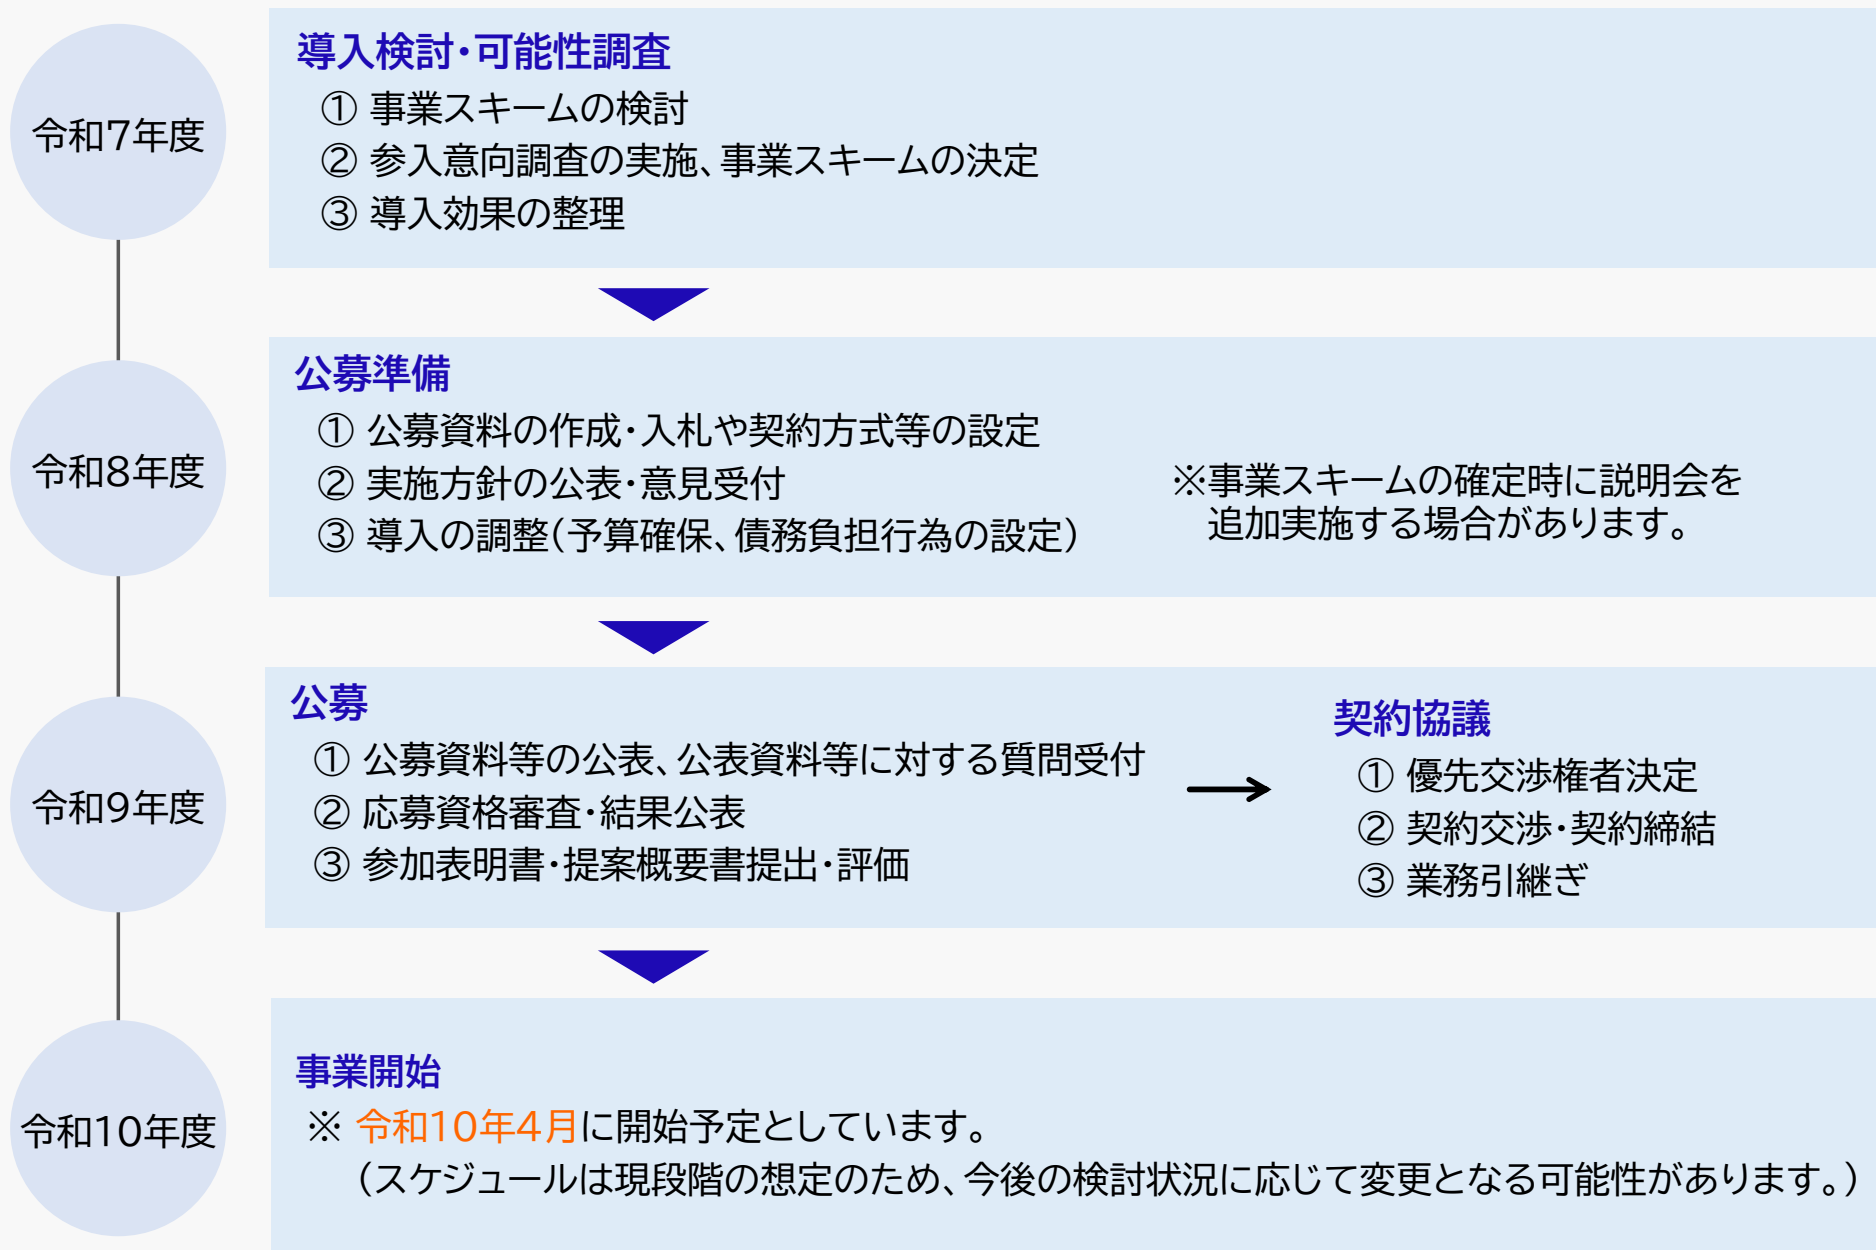 令和7年度
導入検討・可能性調査
① 事業スキームの検討
② 参入意向調査の実施、事業スキームの決定
③ 導入効果の整理
令和8年度
公募準備
① 公募資料の作成・入札や契約方式等の設定
② 実施方針の公表・意見受付
③ 導入の調整(予算確保、債務負担行為の設定)
※事業スキームの確定時に説明会を
追加実施する場合があります。
令和9年度
公募
① 公募資料等の公表、公表資料等に対する質問受付
② 応募資格審査・結果公表
③ 参加表明書・提案概要書提出・評価
契約協議
① 優先交渉権者決定
② 契約交渉・契約締結
③ 業務引継ぎ
令和10年度
事業開始
※ 令和10年4月に開始予定としています。
(スケジュールは現段階の想定のため、今後の検討状況に応じて変更となる可能性があります。)